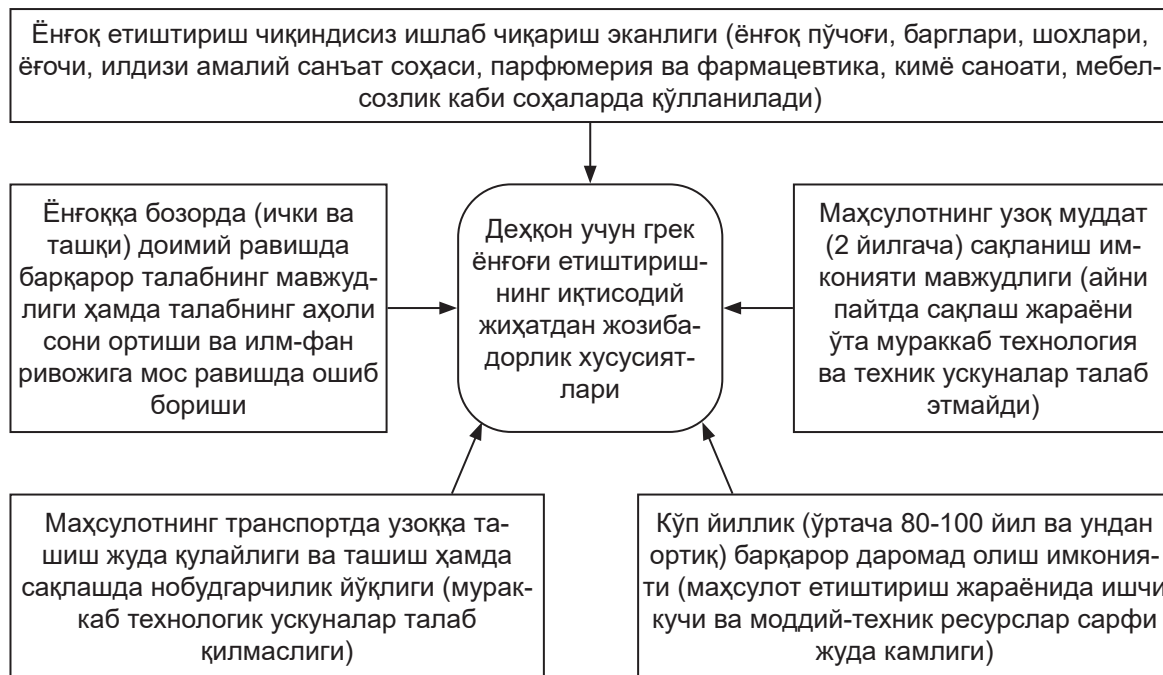 Ёнғоқ етиштириш чиқиндисиз ишлаб чиқариш эканлиги (ёнғоқ пўчоғи, барглари, шохлари,
ёғочи, илдизи амалий санъат соҳаси, парфюмерия ва фармацевтика, кимё саноати, мебел-
созлик каби соҳаларда қўлланилади)
Ёнғоққа бозорда (ички ва
ташқи) доимий равишда
барқарор талабнинг мавжуд-
лиги ҳамда талабнинг аҳоли
сони ортиши ва илм-фан
ривожига мос равишда ошиб
бориши
Деҳқон учун грек
ёнғоғи етиштириш-
нинг иқтисодий
жиҳатдан жозиба-
дорлик хусусият-
лари
Маҳсулотнинг узоқ муддат
(2 йилгача) сақланиш им-
конияти мавжудлиги (айни
пайтда сақлаш жараёни
ўта мураккаб технология
ва техник ускуналар талаб
этмайди)
Маҳсулотнинг транспортда узоққа та-
шиш жуда қулайлиги ва ташиш ҳамда
сақлашда нобудгарчилик йўқлиги (мурак-
каб технологик ускуналар талаб
қилмаслиги)
Кўп йиллик (ўртача 80-100 йил ва ундан
ортиқ) барқарор даромад олиш имкония-
ти (маҳсулот етиштириш жараёнида ишчи
кучи ва моддий-техник ресурслар сарфи
жуда камлиги)